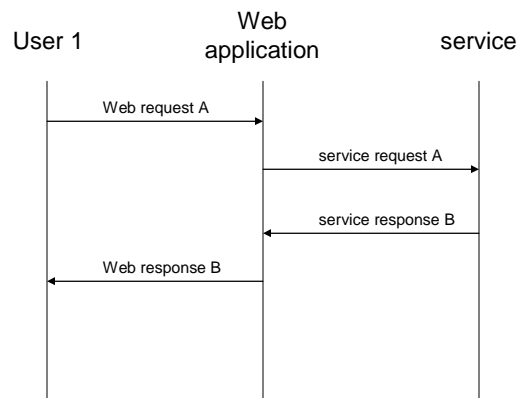 User 1
Web
application
service
Web request A
service request A
service response B
Web response B